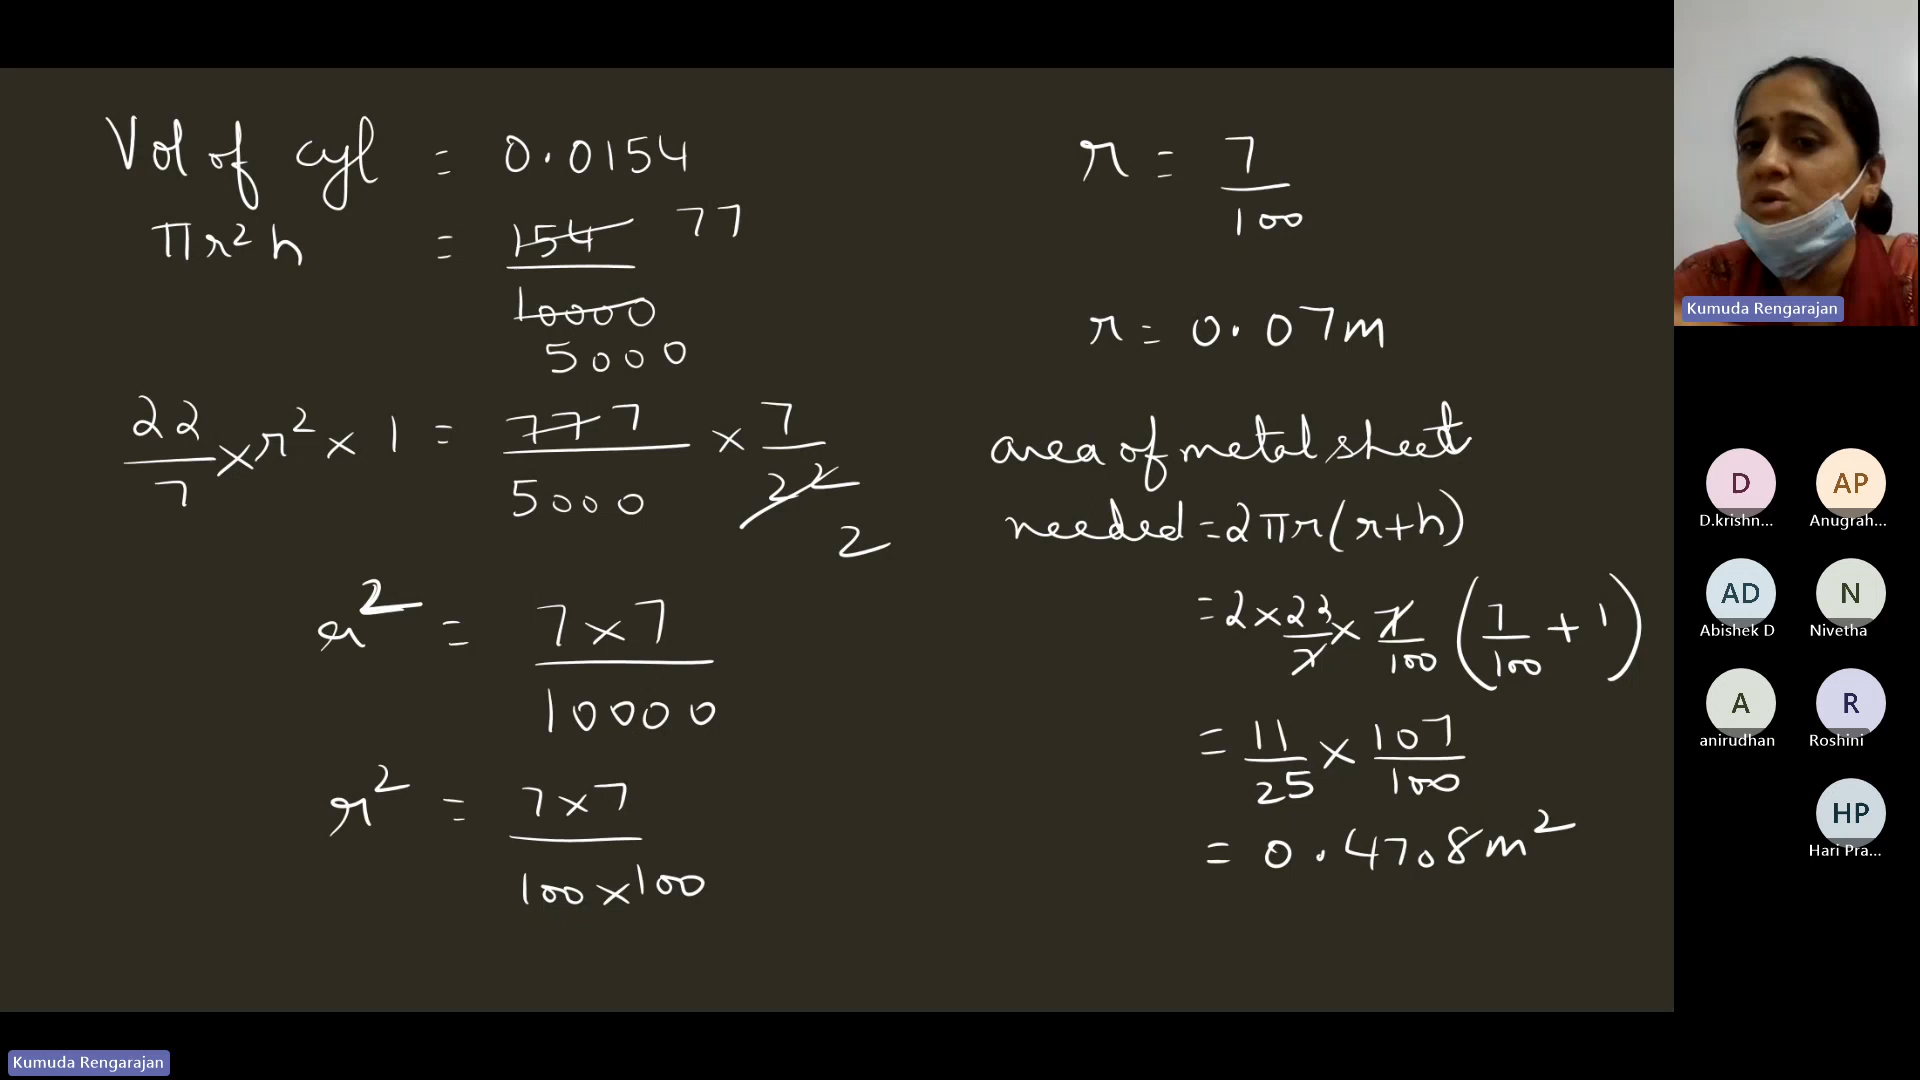 Vol of cyl = 0.0154
πr² h = 154 77
10000
5000
22/7 × r² × 1 = 77 7/5000 × 7/22
2
r² = 7×7/10000
r² = 7×7/100×100
r = 7/100
r = 0.07m
area of metal sheet
needed = 2πr(r+h)
= 2 × 22/7 × 7/100 (7/100 + 1)
= 11/25 × 107/100
= 0.4708m²
Kumuda Rengarajan
D
D.krishn...
AP
Anugrah...
AD
Abishek D
N
Nivetha
A
anirudhan
R
Roshini
HP
Hari Pra...
Kumuda Rengarajan